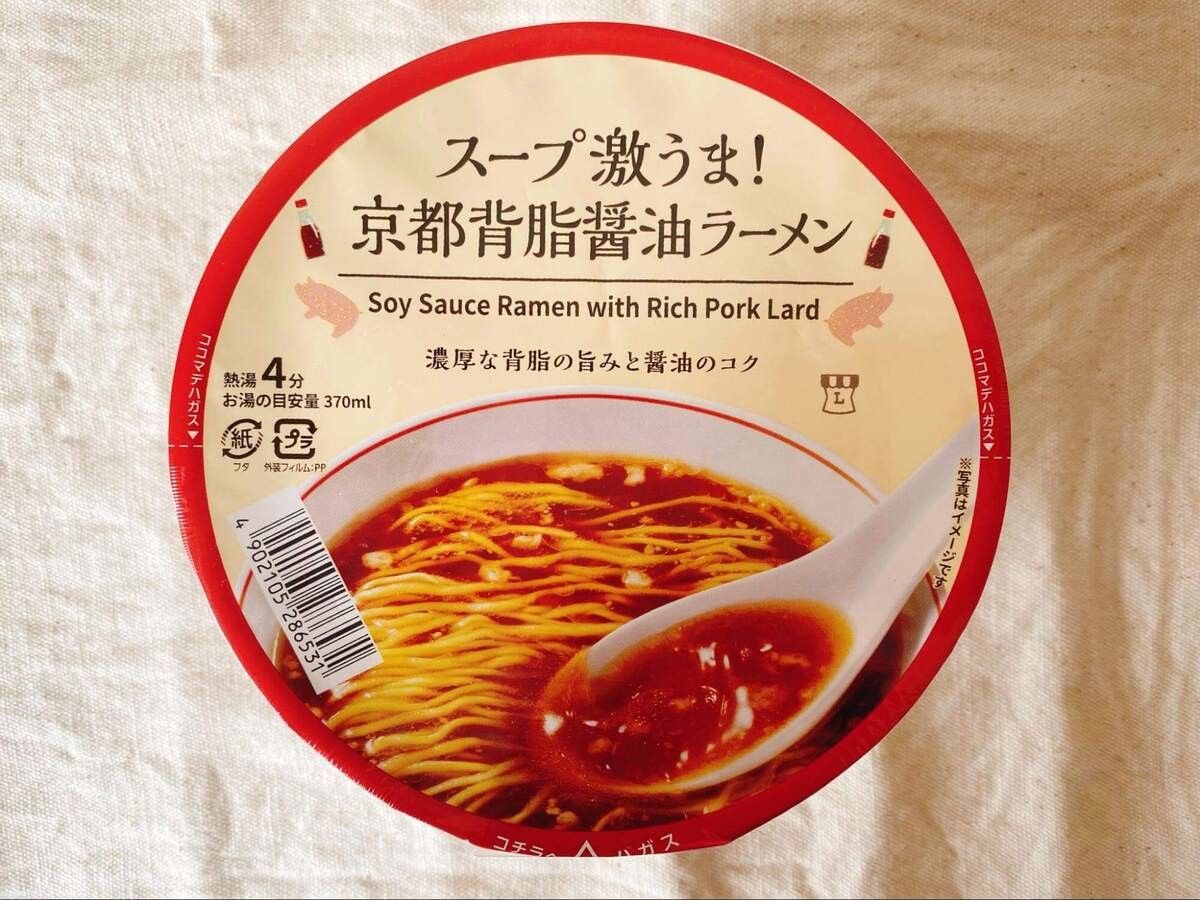 スープ激うま!
京都背脂醤油ラーメン
Soy Sauce Ramen with Rich Pork Lard
濃厚な背脂の旨みと醤油のコク
熱湯4分
お湯の目安量 370ml
紙
プラ
フタ
外装フィルム:PP
L
ココマデハガス▼
ココマデハガス▼
※写真はイメージです
4 902105 286531
コチラヘ △ ハガス